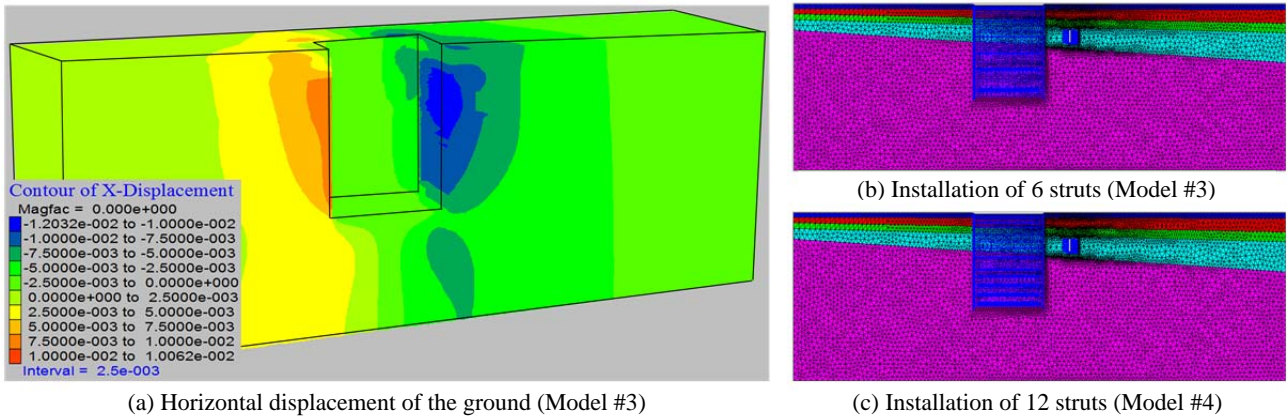 Contour of X-Displacement
Magfac = 0.000e+000
-1.2032e-002 to -1.0000e-002
-1.0000e-002 to -7.5000e-003
-7.5000e-003 to -5.0000e-003
-5.0000e-003 to -2.5000e-003
-2.5000e-003 to 0.0000e+000
0.0000e+000 to 2.5000e-003
2.5000e-003 to 5.0000e-003
5.0000e-003 to 7.5000e-003
7.5000e-003 to 1.0000e-002
1.0000e-002 to 1.0062e-002
Interval = 2.5e-003
(a) Horizontal displacement of the ground (Model #3)
(b) Installation of 6 struts (Model #3)
(c) Installation of 12 struts (Model #4)